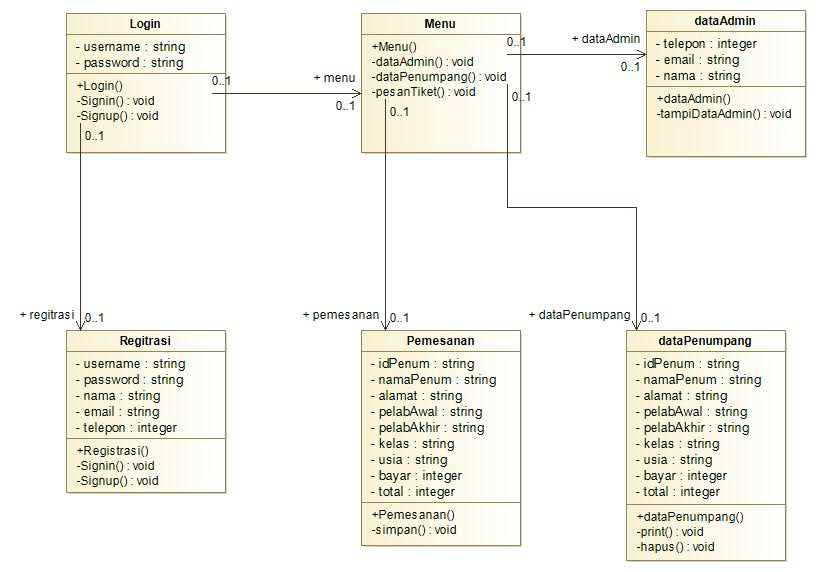 Login
- username : string
- password : string
+Login()
-Signin() : void
-Signup() : void
0..1
0..1
+ menu
0..1
Menu
+Menu()
-dataAdmin() : void
-dataPenumpang() : void
-pesanTiket() : void
0..1
0..1
0..1
+ dataAdmin
0..1
dataAdmin
- telepon : integer
- email : string
- nama : string
+dataAdmin()
-tampiDataAdmin() : void
+ regitrasi
0..1
+ pemesanan
0..1
+ dataPenumpang
0..1
Regitrasi
- username : string
- password : string
- nama : string
- email : string
- telepon : integer
+Registrasi()
-Signin() : void
-Signup() : void
Pemesanan
- idPenum : string
- namaPenum : string
- alamat : string
- pelabAwal : string
- pelabAkhir : string
- kelas : string
- usia : string
- bayar : integer
- total : integer
+Pemesanan()
-simpan() : void
dataPenumpang
- idPenum : string
- namaPenum : string
- alamat : string
- pelabAwal : string
- pelabAkhir : string
- kelas : string
- usia : string
- bayar : integer
- total : integer
+dataPenumpang()
-print() : void
-hapus() : void